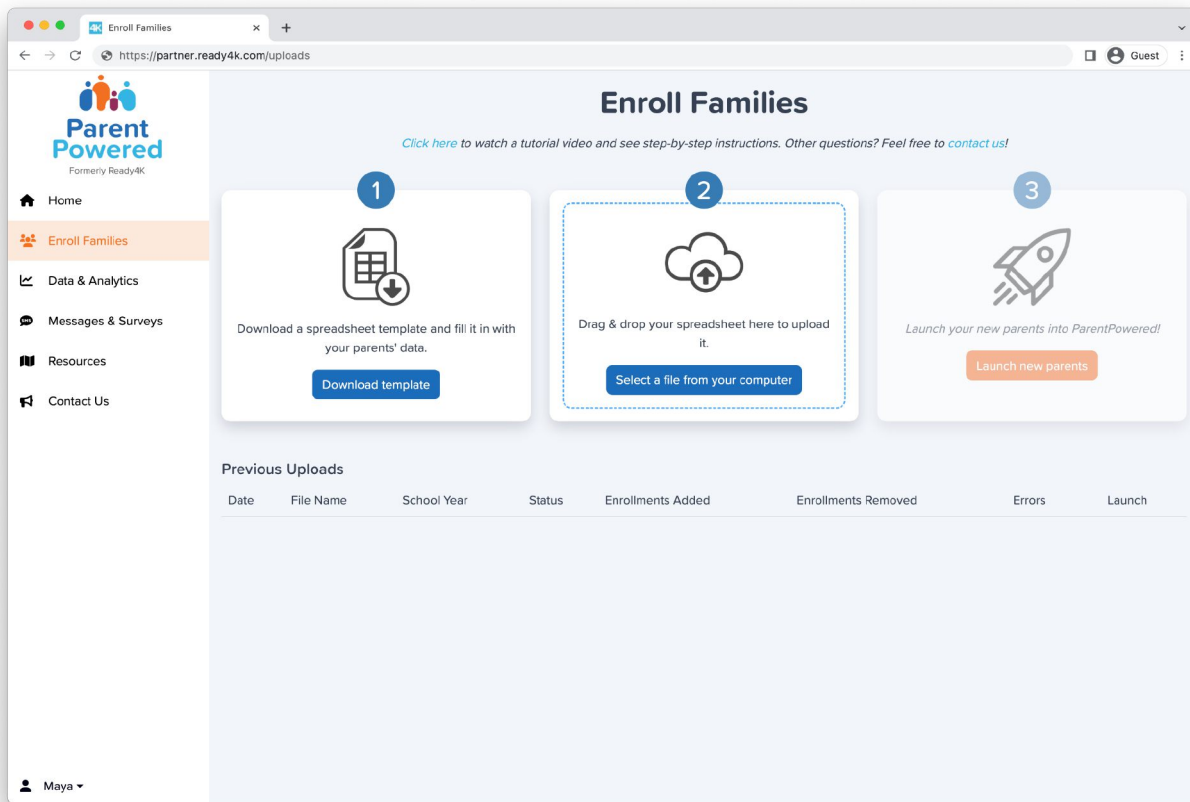 4K Enroll Families
https://partner.ready4k.com/uploads
Guest
Parent
Powered
Formerly Ready4K
Home
Enroll Families
Data & Analytics
SMS Messages & Surveys
Resources
Contact Us
Maya
Enroll Families
Click here to watch a tutorial video and see step-by-step instructions. Other questions? Feel free to contact us!
1
Download a spreadsheet template and fill it in with
your parents' data.
Download template
2
Drag & drop your spreadsheet here to upload
it.
Select a file from your computer
3
Launch your new parents into ParentPowered!
Launch new parents
Previous Uploads
Date File Name School Year Status Enrollments Added Enrollments Removed Errors Launch